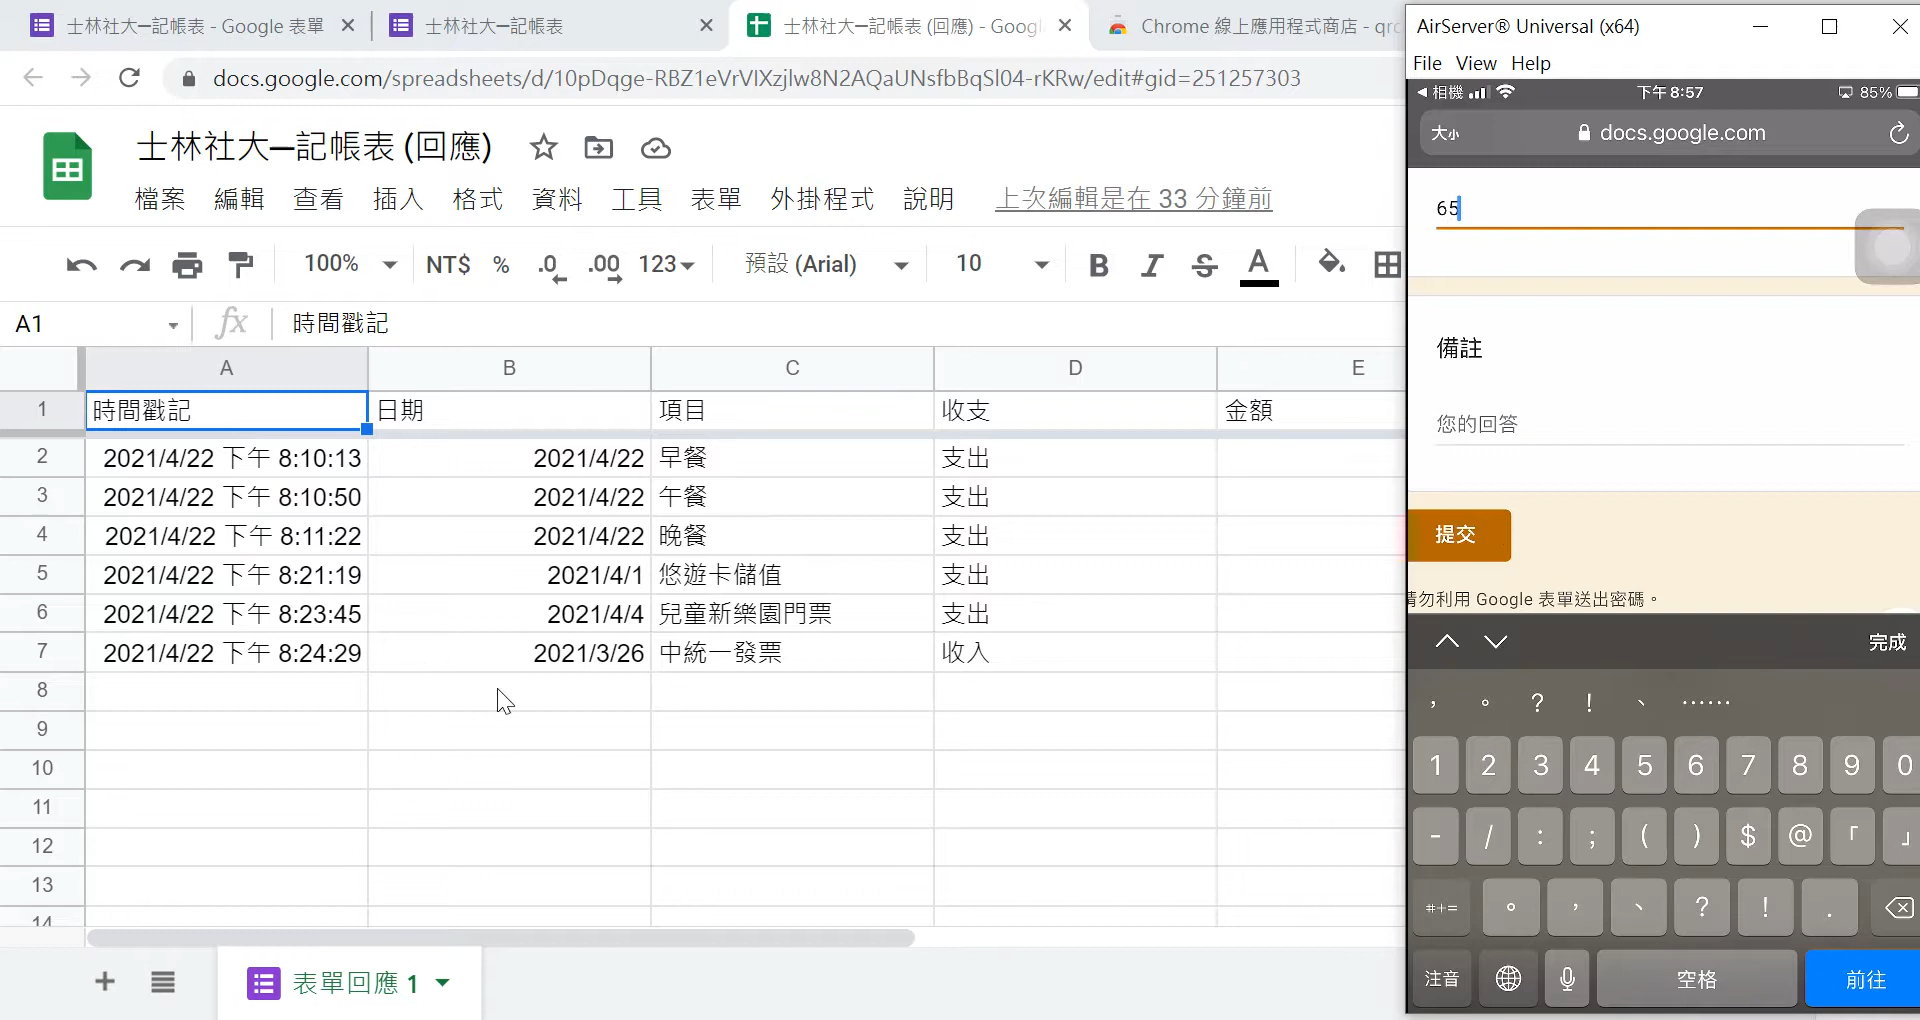 士林社大—記帳表 - Google 表單
士林社大—記帳表
士林社大—記帳表 (回應) - Googl
Chrome 線上應用程式商店 - qrc
docs.google.com/spreadsheets/d/10pDqge-RBZ1eVrVIXzjlw8N2AQaUNsfbBqSl04-rKRw/edit#gid=251257303
士林社大—記帳表 (回應)
檔案 編輯 查看 插入 格式 資料 工具 表單 外掛程式 說明 上次編輯是在 33 分鐘前
100% NT$ % .0 .00 123 預設 (Arial) 10 B I S A
A1 fx 時間戳記
A B C D E
1 時間戳記 日期 項目 收支 金額
2 2021/4/22 下午 8:10:13 2021/4/22 早餐 支出
3 2021/4/22 下午 8:10:50 2021/4/22 午餐 支出
4 2021/4/22 下午 8:11:22 2021/4/22 晚餐 支出
5 2021/4/22 下午 8:21:19 2021/4/1 悠遊卡儲值 支出
6 2021/4/22 下午 8:23:45 2021/4/4 兒童新樂園門票 支出
7 2021/4/22 下午 8:24:29 2021/3/26 中統一發票 收入
8
9
10
11
12
13
14
表單回應 1
AirServer® Universal (x64)
File View Help
相機 下午8:57 85%
大小 docs.google.com
65
備註
您的回答
提交
請勿利用 Google 表單送出密碼。
完成
， 。 ? ! 、 ……
1 2 3 4 5 6 7 8 9 0
- / : ; ( ) $ @ 「 」
#+= 。 ， 、 ? ! .
注音 空格 前往